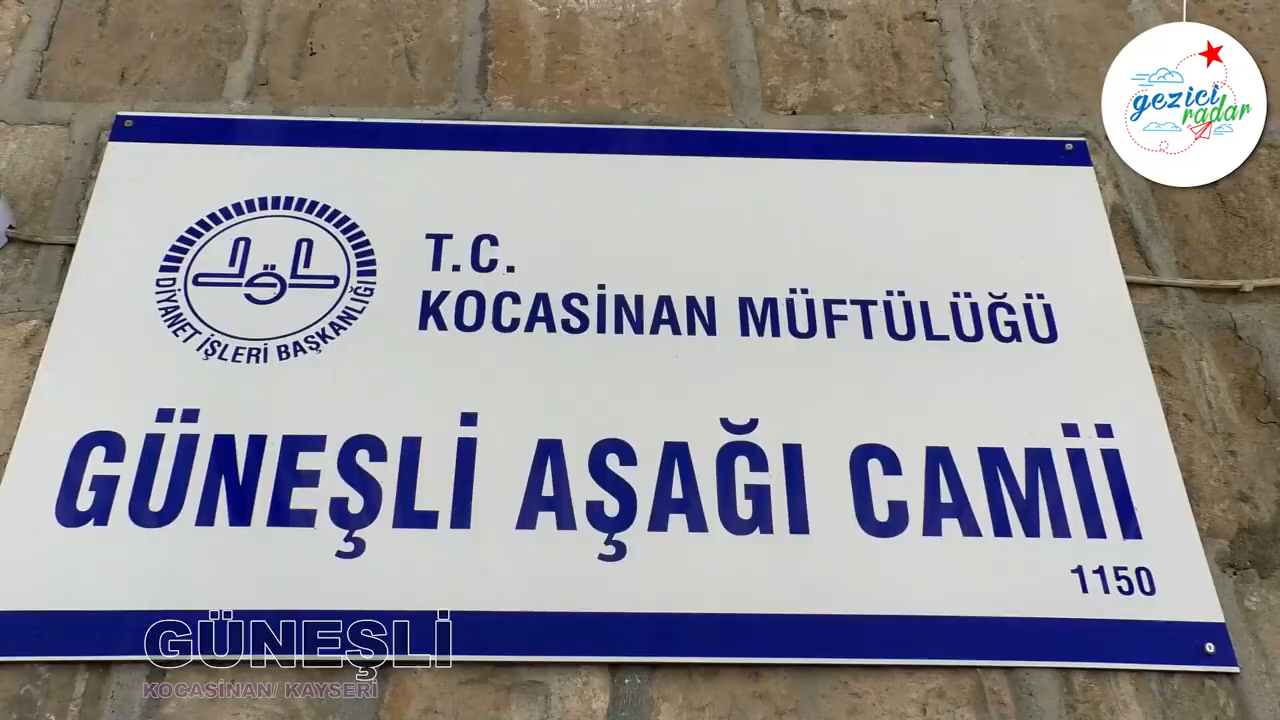 gezici
radar
DİYANET İŞLERİ BAŞKANLIĞI
T.C.
KOCASİNAN MÜFTÜLÜĞÜ
GÜNEŞLİ AŞAĞI CAMİİ
1150
GÜNEŞLİ
KOCASİNAN/ KAYSERİ